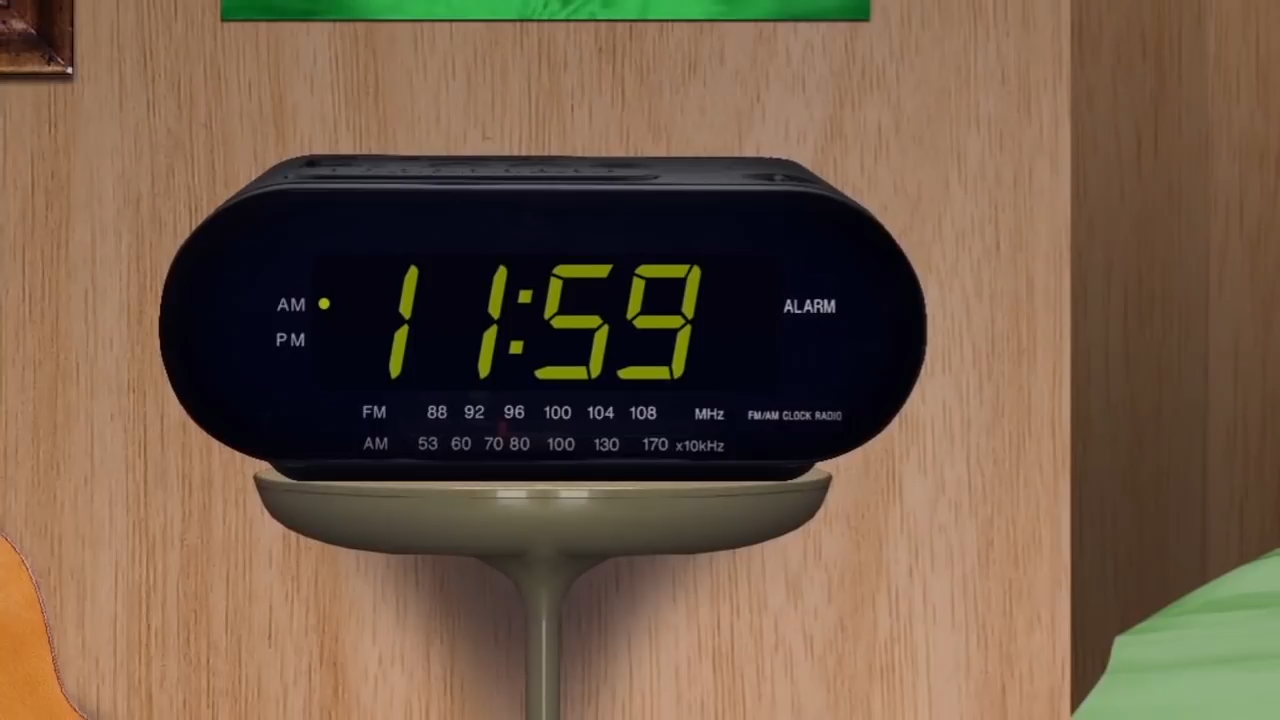 AM 11:59 ALARM
PM
FM 88 92 96 100 104 108 MHz FM/AM CLOCK RADIO
AM 53 60 70 80 100 130 170 x10kHz